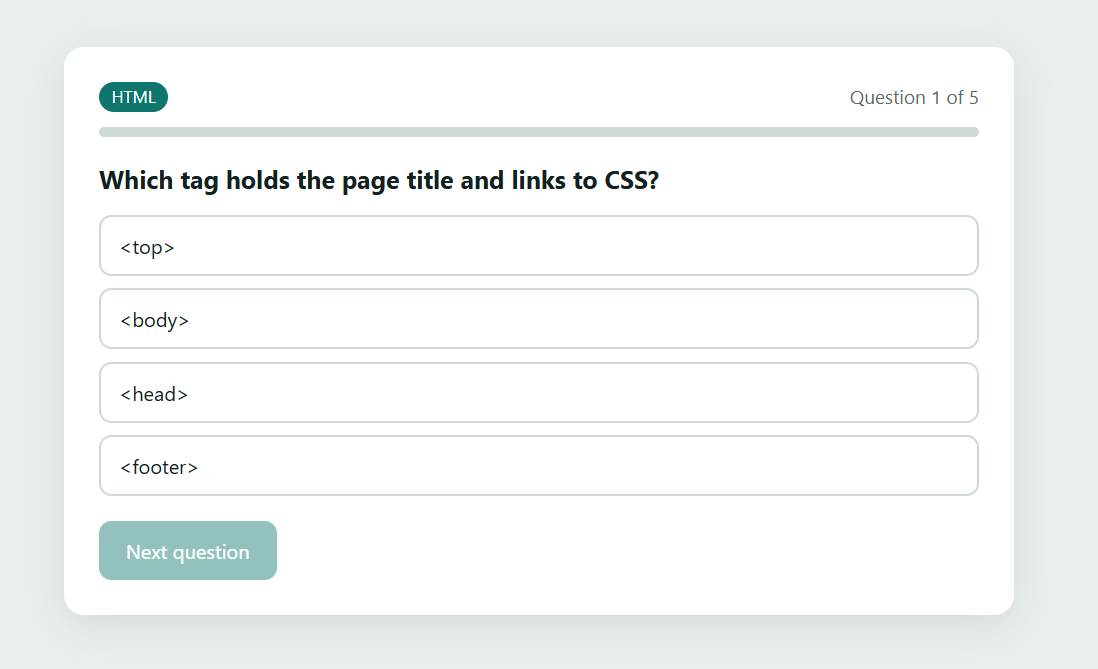 HTML
Question 1 of 5
Which tag holds the page title and links to CSS?
<top>
<body>
<head>
<footer>
Next question